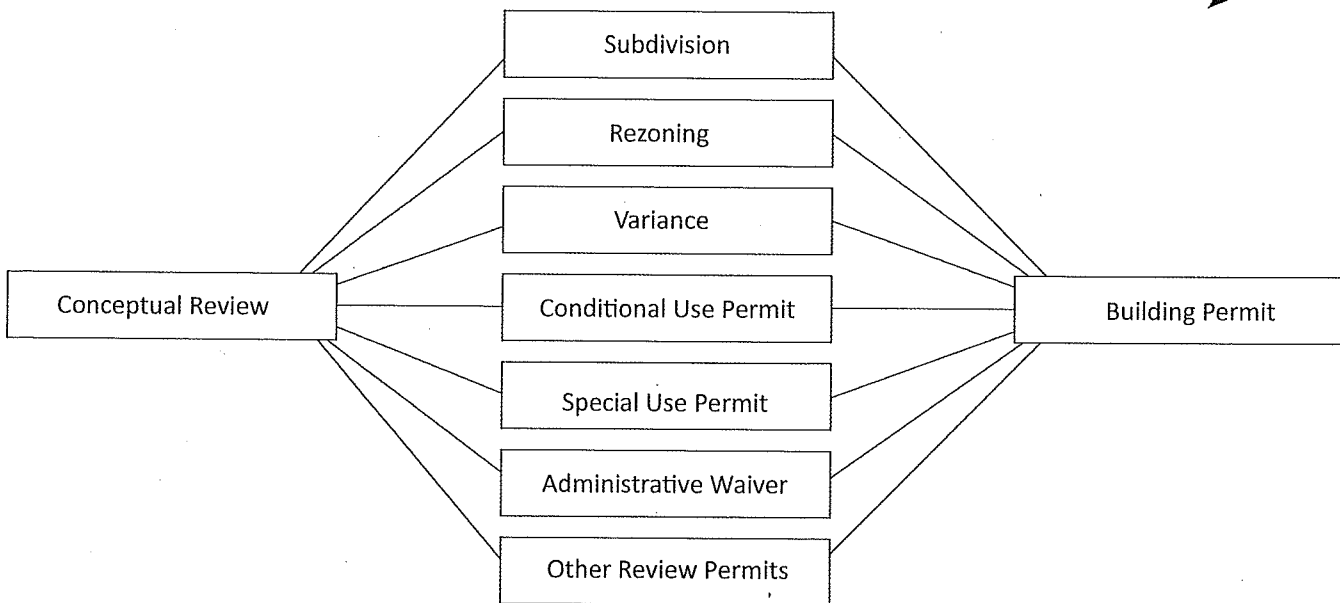 Subdivision
Rezoning
Variance
Conceptual Review
Conditional Use Permit
Building Permit
Special Use Permit
Administrative Waiver
Other Review Permits